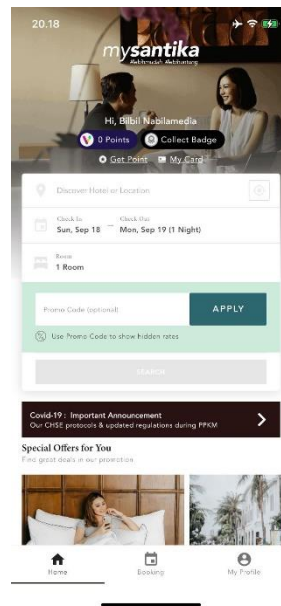 20.18
mysantika
#lebihmudah #lebihuntung
Hi, Bilbil Nabilamedia
0 Points
Collect Badge
Get Point
My Card
Discover Hotel or Location
Check In
Check Out
Sun, Sep 18 – Mon, Sep 19 (1 Night)
Room
1 Room
Promo Code (optional)
APPLY
Use Promo Code to show hidden rates
SEARCH
Covid-19 : Important Announcement
Our CHSE protocols & updated regulations during PPKM
Special Offers for You
Find great deals in our promotion
Home
Booking
My Profile